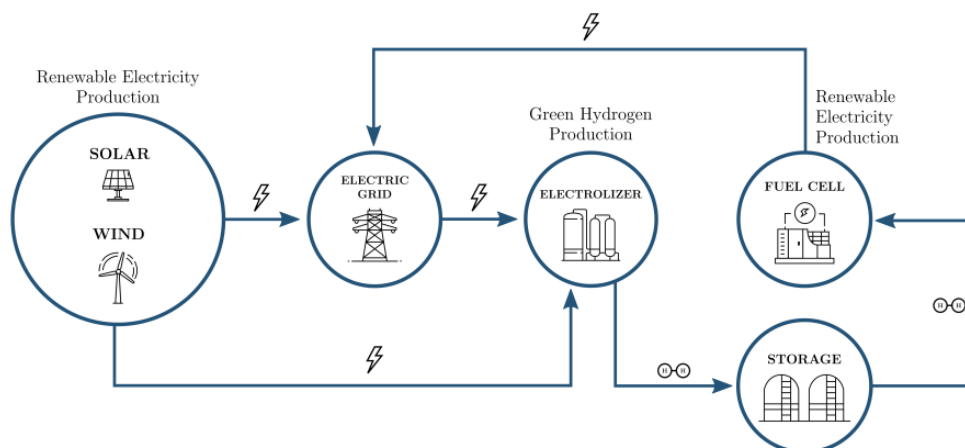 Renewable Electricity
Production
SOLAR
WIND
ELECTRIC
GRID
Green Hydrogen
Production
ELECTROLIZER
Renewable
Electricity
Production
FUEL CELL
H H
STORAGE
H H